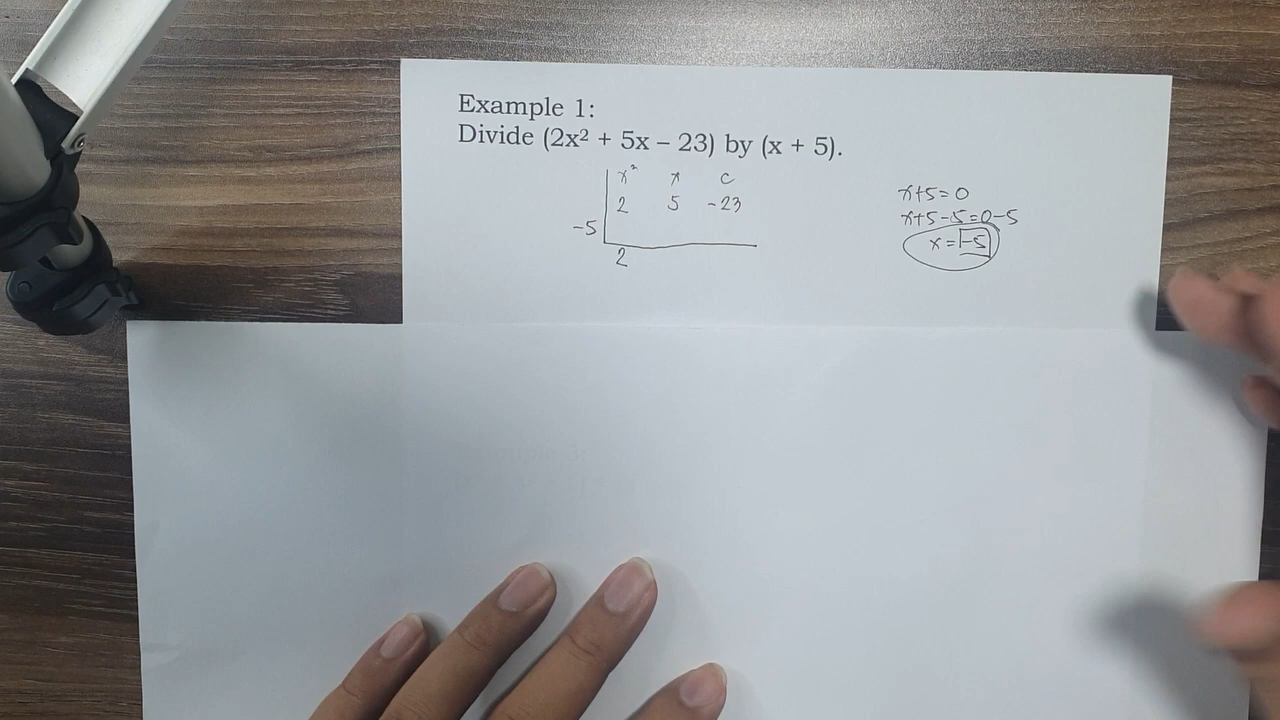 Example 1:
Divide (2x² + 5x – 23) by (x + 5).
x² x c
2 5 -23
-5
2
x+5=0
x+5-5=0-5
x=-5